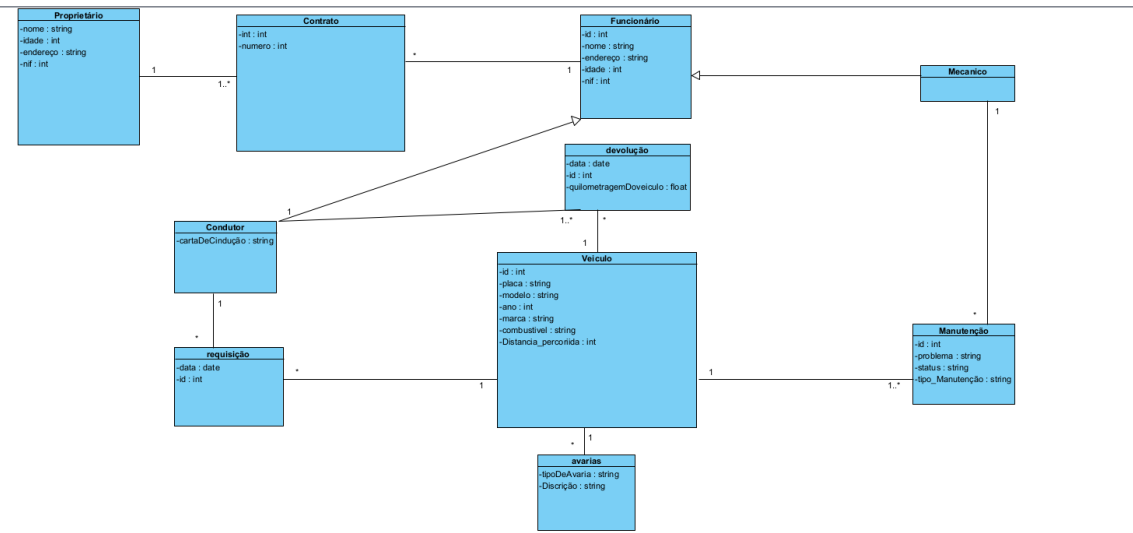 Proprietário
-nome : string
-idade : int
-endereço : string
-nif : int
1
1..*
Contrato
-int : int
-numero : int
*
1
Funcionário
-id : int
-nome : string
-endereço : string
-idade : int
-nif : int
Mecanico
1
devolução
-data : date
-id : int
-quilometragemDoveiculo : float
1
1..*
*
1
Condutor
-cartaDeCindução : string
1
*
requisição
-data : date
-id : int
*
1
Veiculo
-id : int
-placa : string
-modelo : string
-ano : int
-marca : string
-combustivel : string
-Distancia_percoriida : int
1
1..*
*
Manutenção
-id : int
-problema : string
-status : string
-tipo_Manutenção : string
1
*
avarias
-tipoDeAvaria : string
-Discrição : string